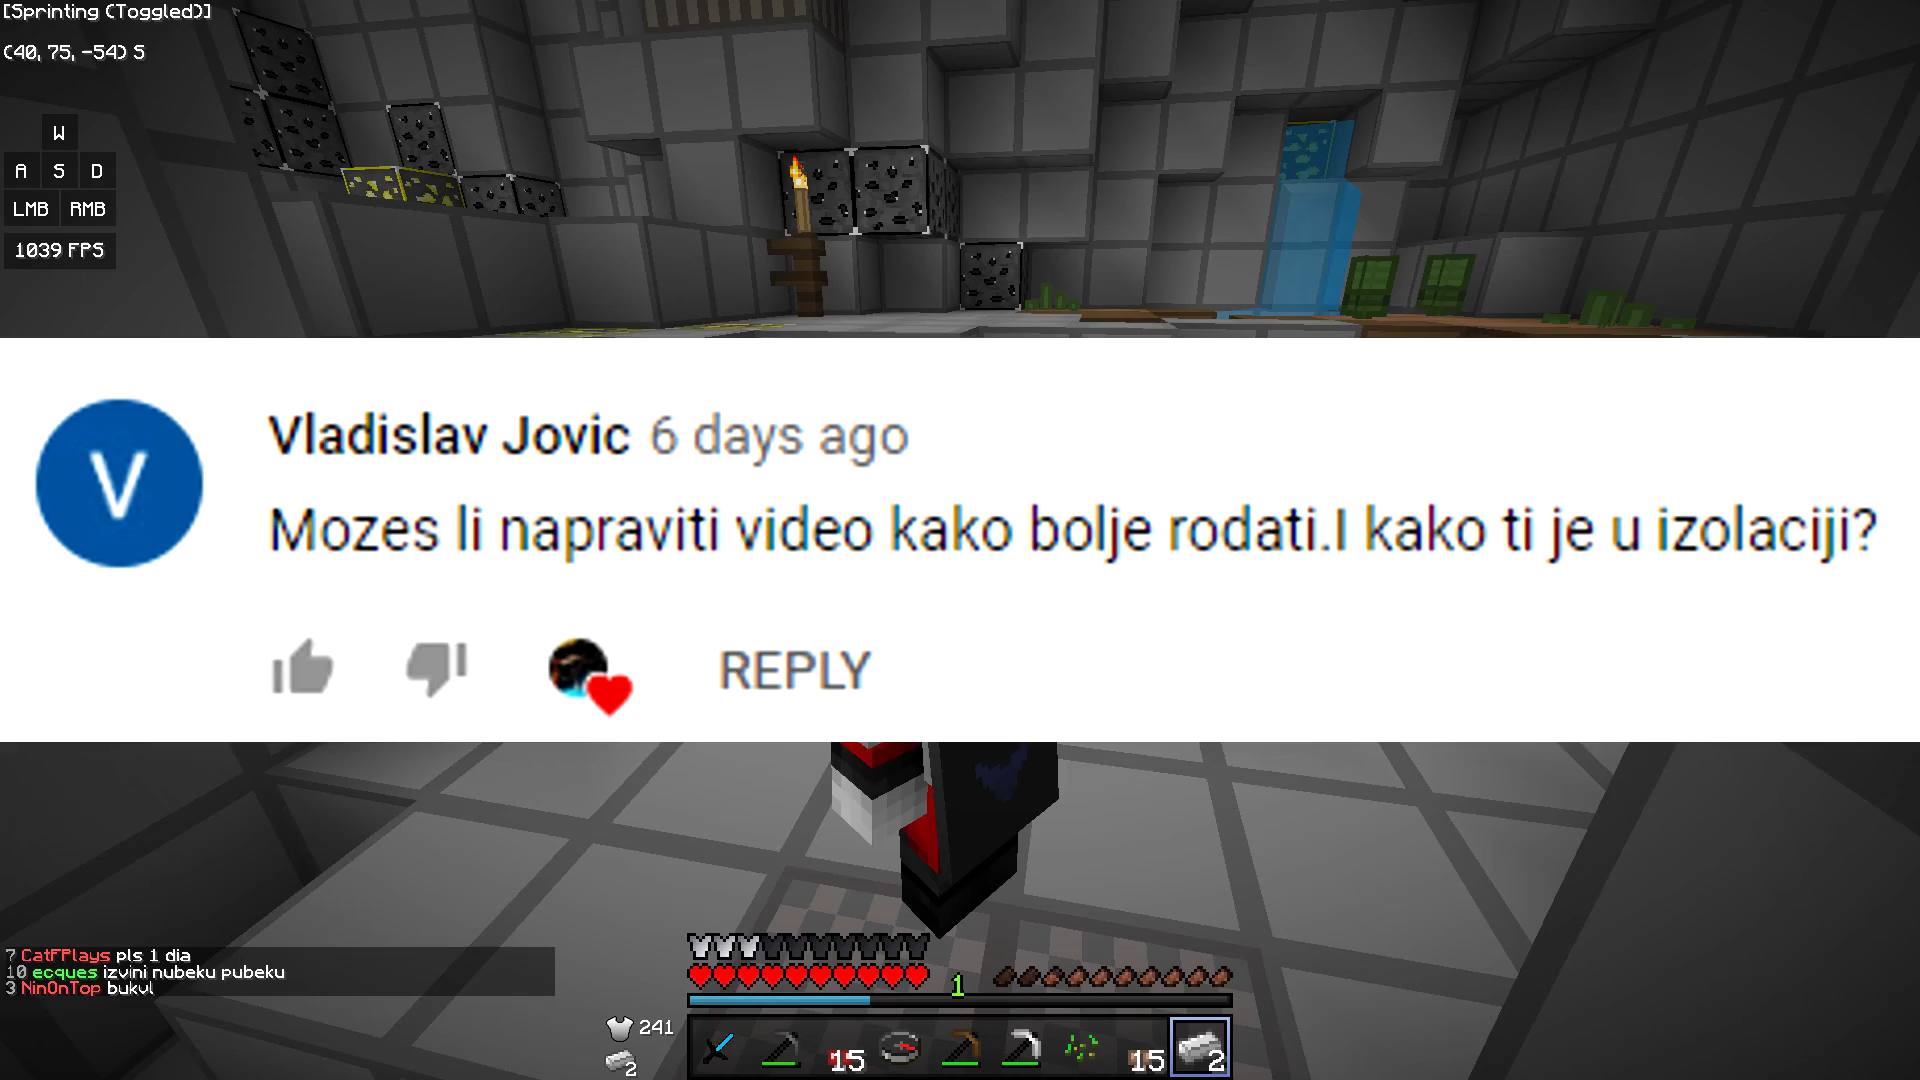 [Sprinting (Toggled)]
(40, 75, -54) S
W
A S D
LMB RMB
1039 FPS
V
Vladislav Jovic 6 days ago
Mozes li napraviti video kako bolje rodati.I kako ti je u izolaciji?
REPLY
7 CatFPlays pls 1 dia
10 ecques izvini nubeku pubeku
3 NinOnTop bukvl
1
241
2
15
15
2